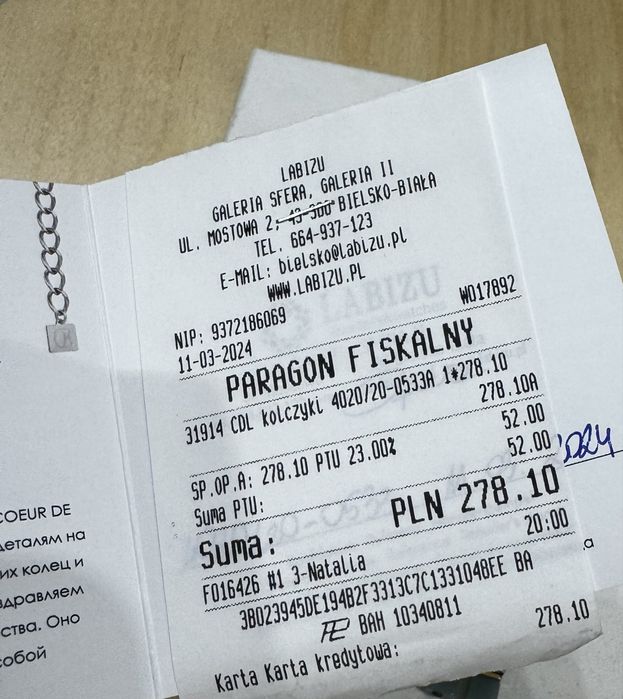 LABIZU
GALERIA SFERA, GALERIA II
UL. MOSTOWA 2, 43-300 BIELSKO-BIAŁA
TEL. 664-937-123
E-MAIL: bielsko@labizu.pl
WWW.LABIZU.PL
NIP: 9372186069
11-03-2024 W017892
PARAGON FISKALNY
31914 CDL kolczyki 4020/20-0533A 1*278.10
278.10A
SP.OP.A: 278.10 PTU 23.00% 52.00
Suma PTU: 52.00
Suma: PLN 278.10
F016426 #1 3-Natalia 20:00
3B023945DE194B2F3313C7C1331048EE BA
BAH 10340811
Karta Karta kredytowa: 278.10
COEUR DE
деталям на
их колец и
здравляем
ства. Оно
собой
LABIZU